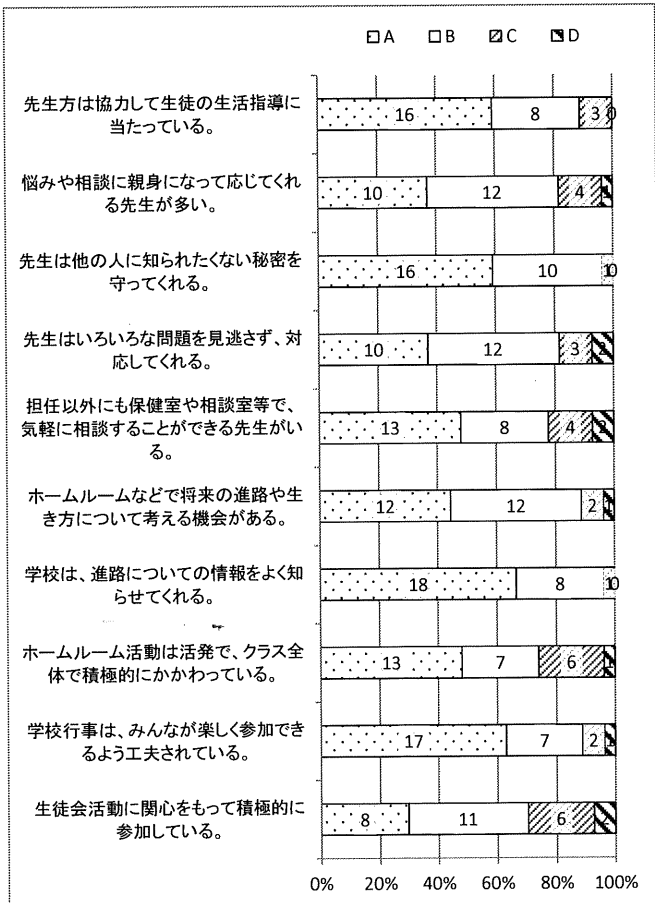 A B C D
先生方は協力して生徒の生活指導に
当たっている。
16 8 3 0
悩みや相談に親身になって応じてくれ
る先生が多い。
10 12 4 1
先生は他の人に知られたくない秘密を
守ってくれる。
16 10 1 0
先生はいろいろな問題を見逃さず、対
応してくれる。
10 12 3 2
担任以外にも保健室や相談室等で、
気軽に相談することができる先生がい
る。
13 8 4 2
ホームルームなどで将来の進路や生
き方について考える機会がある。
12 12 2 1
学校は、進路についての情報をよく知
らせてくれる。
18 8 1 0
ホームルーム活動は活発で、クラス全
体で積極的にかかわっている。
13 7 6 1
学校行事は、みんなが楽しく参加でき
るよう工夫されている。
17 7 2 1
生徒会活動に関心をもって積極的に
参加している。
8 11 6 2
0% 20% 40% 60% 80% 100%